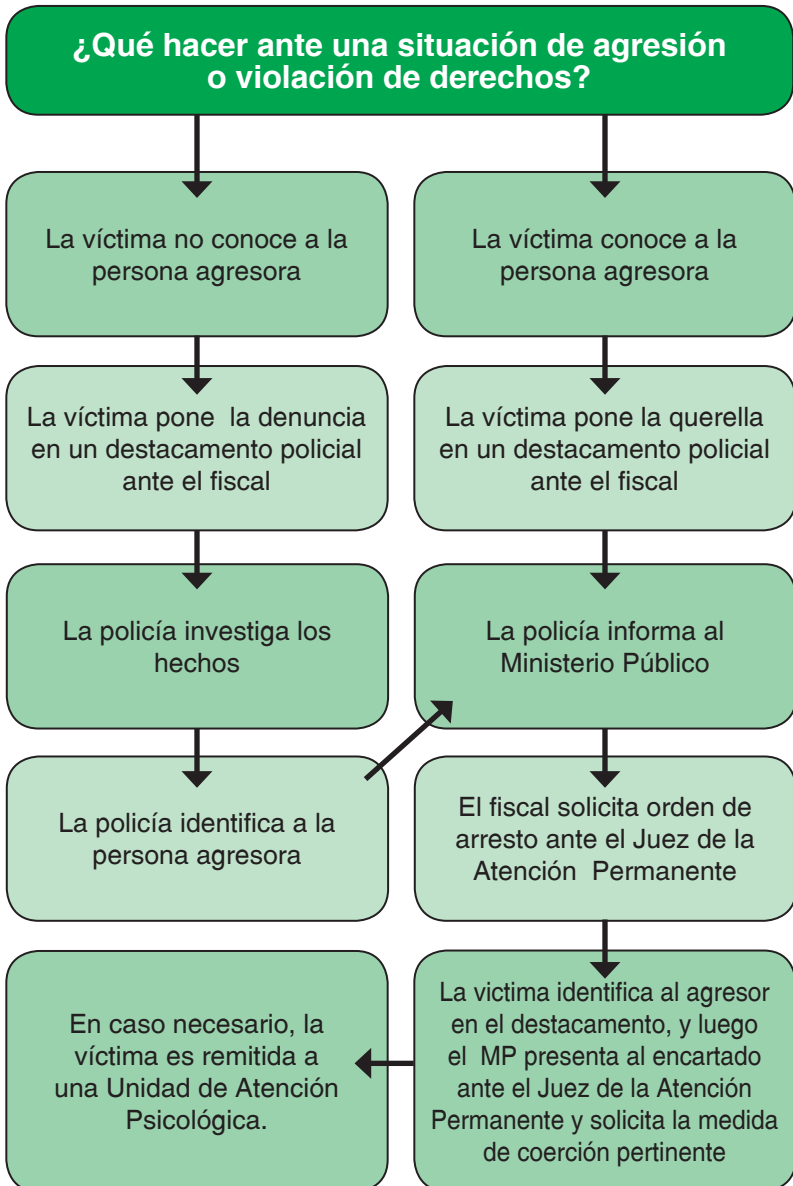 ¿Qué hacer ante una situación de agresión
o violación de derechos?
La víctima no conoce a la
persona agresora
La víctima conoce a la
persona agresora
La víctima pone la denuncia
en un destacamento policial
ante el fiscal
La víctima pone la querella
en un destacamento policial
ante el fiscal
La policía investiga los
hechos
La policía informa al
Ministerio Público
La policía identifica a la
persona agresora
El fiscal solicita orden de
arresto ante el Juez de la
Atención Permanente
En caso necesario, la
víctima es remitida a
una Unidad de Atención
Psicológica.
La victima identifica al agresor
en el destacamento, y luego
el MP presenta al encartado
ante el Juez de la Atención
Permanente y solicita la medida
de coerción pertinente